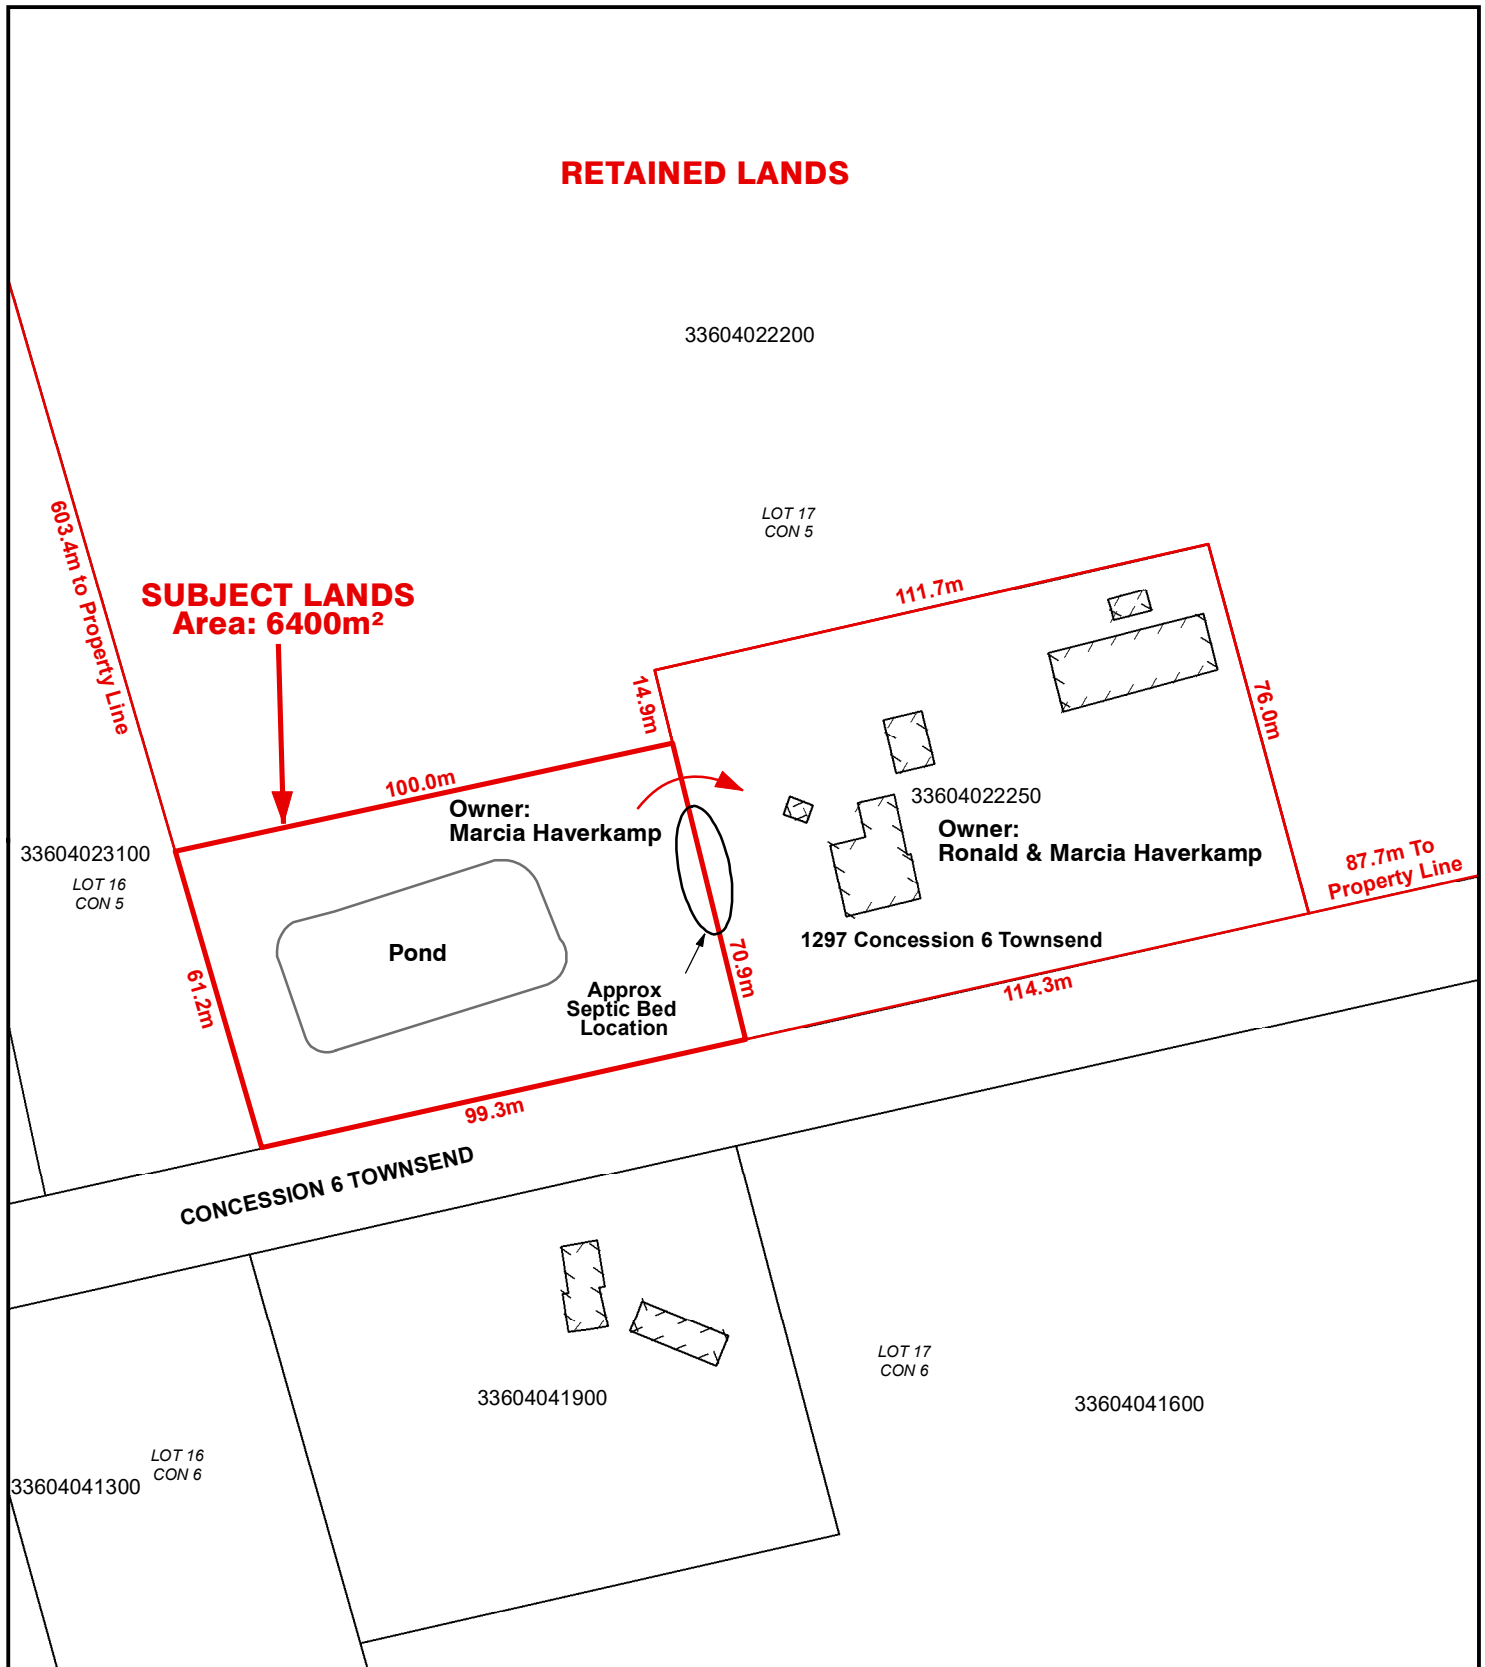 RETAINED LANDS
33604022200
LOT 17
CON 5
603.4m to Property Line
SUBJECT LANDS
Area: 6400m²
111.7m
14.9m
76.0m
100.0m
Owner:
Marcia Haverkamp
33604022250
Owner:
Ronald & Marcia Haverkamp
87.7m To
Property Line
33604023100
LOT 16
CON 5
Pond
1297 Concession 6 Townsend
61.2m
70.9m
Approx
Septic Bed
Location
114.3m
99.3m
CONCESSION 6 TOWNSEND
LOT 17
CON 6
33604041900
33604041600
LOT 16
CON 6
33604041300